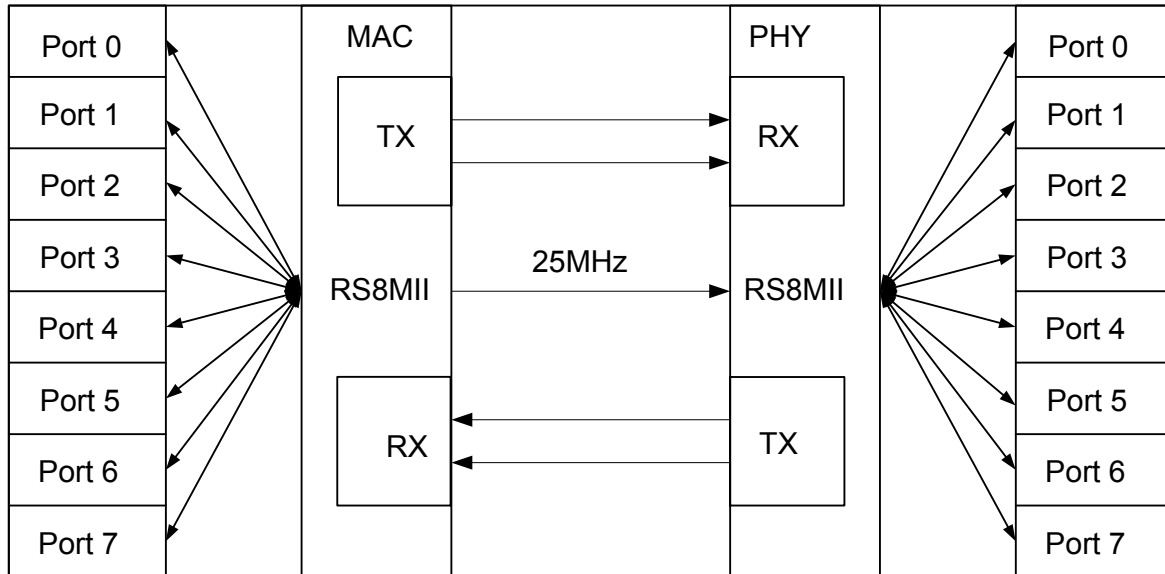 Port 0
Port 1
Port 2
Port 3
Port 4
Port 5
Port 6
Port 7
MAC
TX
RS8MII
RX
25MHz
PHY
RX
RS8MII
TX
Port 0
Port 1
Port 2
Port 3
Port 4
Port 5
Port 6
Port 7